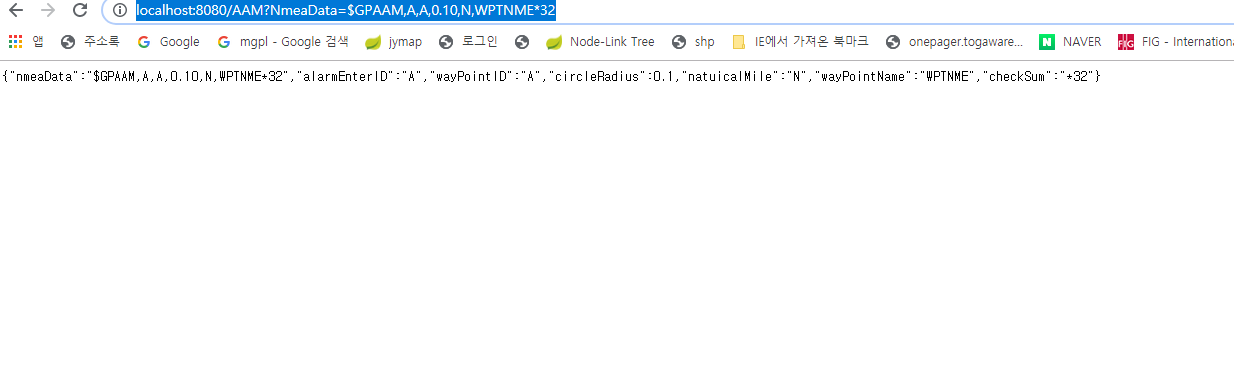 localhost:8080/AAM?NmeaData=$GPAAM,A,A,0.10,N,WPTNME*32
앱 주소록 Google mgpl - Google 검색 jymap 로그인 Node-Link Tree shp IE에서 가져온 북마크 onepager.togaware... NAVER FIG - Internationa
{"nmeaData":"$GPAAM,A,A,0.10,N,WPTNME*32","alarmEnterID":"A","wayPointID":"A","circleRadius":0.1,"natuicalMile":"N","wayPointName":"WPTNME","checkSum":"*32"}